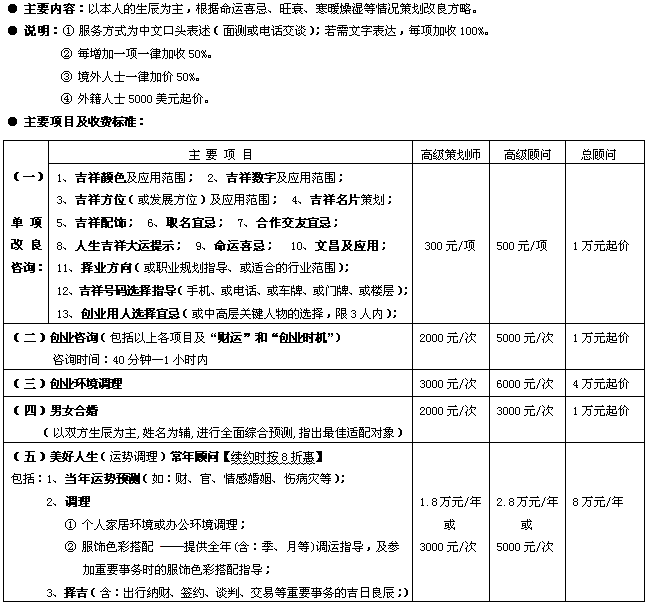 ● 主要内容：以本人的生辰为主，根据命运喜忌、旺衰、寒暖燥湿等情况策划改良方略。
● 说明：① 服务方式为中文口头表述（面测或电话交谈）；若需文字表达，每项加收 100%。
② 每增加一项一律加收 50%。
③ 境外人士一律加价 50%。
④ 外籍人士 5000 美元起价。
● 主要项目及收费标准：
主 要 项 目 高级策划师 高级顾问 总顾问
（一）
单 项
改 良
咨询：
1、吉祥颜色及应用范围； 2、吉祥数字及应用范围；
3、吉祥方位（或发展方位）及应用范围； 4、吉祥名片策划；
5、吉祥配饰； 6、取名宜忌； 7、合作交友宜忌；
8、人生吉祥大运提示； 9、命运喜忌； 10、文昌及应用；
11、择业方向（或职业规划指导、或适合的行业范围）；
12、吉祥号码选择指导（手机、或电话、或车牌、或门牌、或楼层）；
13、创业用人选择宜忌（或中高层关键人物的选择，限 3 人内）；
300 元/项 500 元/项 1 万元起价
（二）创业咨询（包括以上各项目及“财运”和“创业时机”） 2000 元/次 5000 元/次 1 万元起价
咨询时间：40 分钟—1 小时内
（三）创业环境调理 3000 元/次 6000 元/次 4 万元起价
（四）男女合婚 2000 元/次 3000 元/次 1 万元起价
（以双方生辰为主,姓名为辅,进行全面综合预测,指出最佳适配对象）
（五）美好人生（运势调理）常年顾问【续约时按 8 折惠】
包括：1、当年运势预测（如：财、官、情感婚姻、伤病灾等）；
2、调理 1.8 万元/年 2.8 万元/年 8 万元/年
① 个人家居环境或办公环境调理； 或 或
② 服饰色彩搭配 ——提供全年(含：季、月等)调运指导，及参 3000 元/次 5000 元/次
加重要事务时的服饰色彩搭配指导；
3、择吉（含：出行纳财、签约、谈判、交易等重要事务的吉日良辰；)